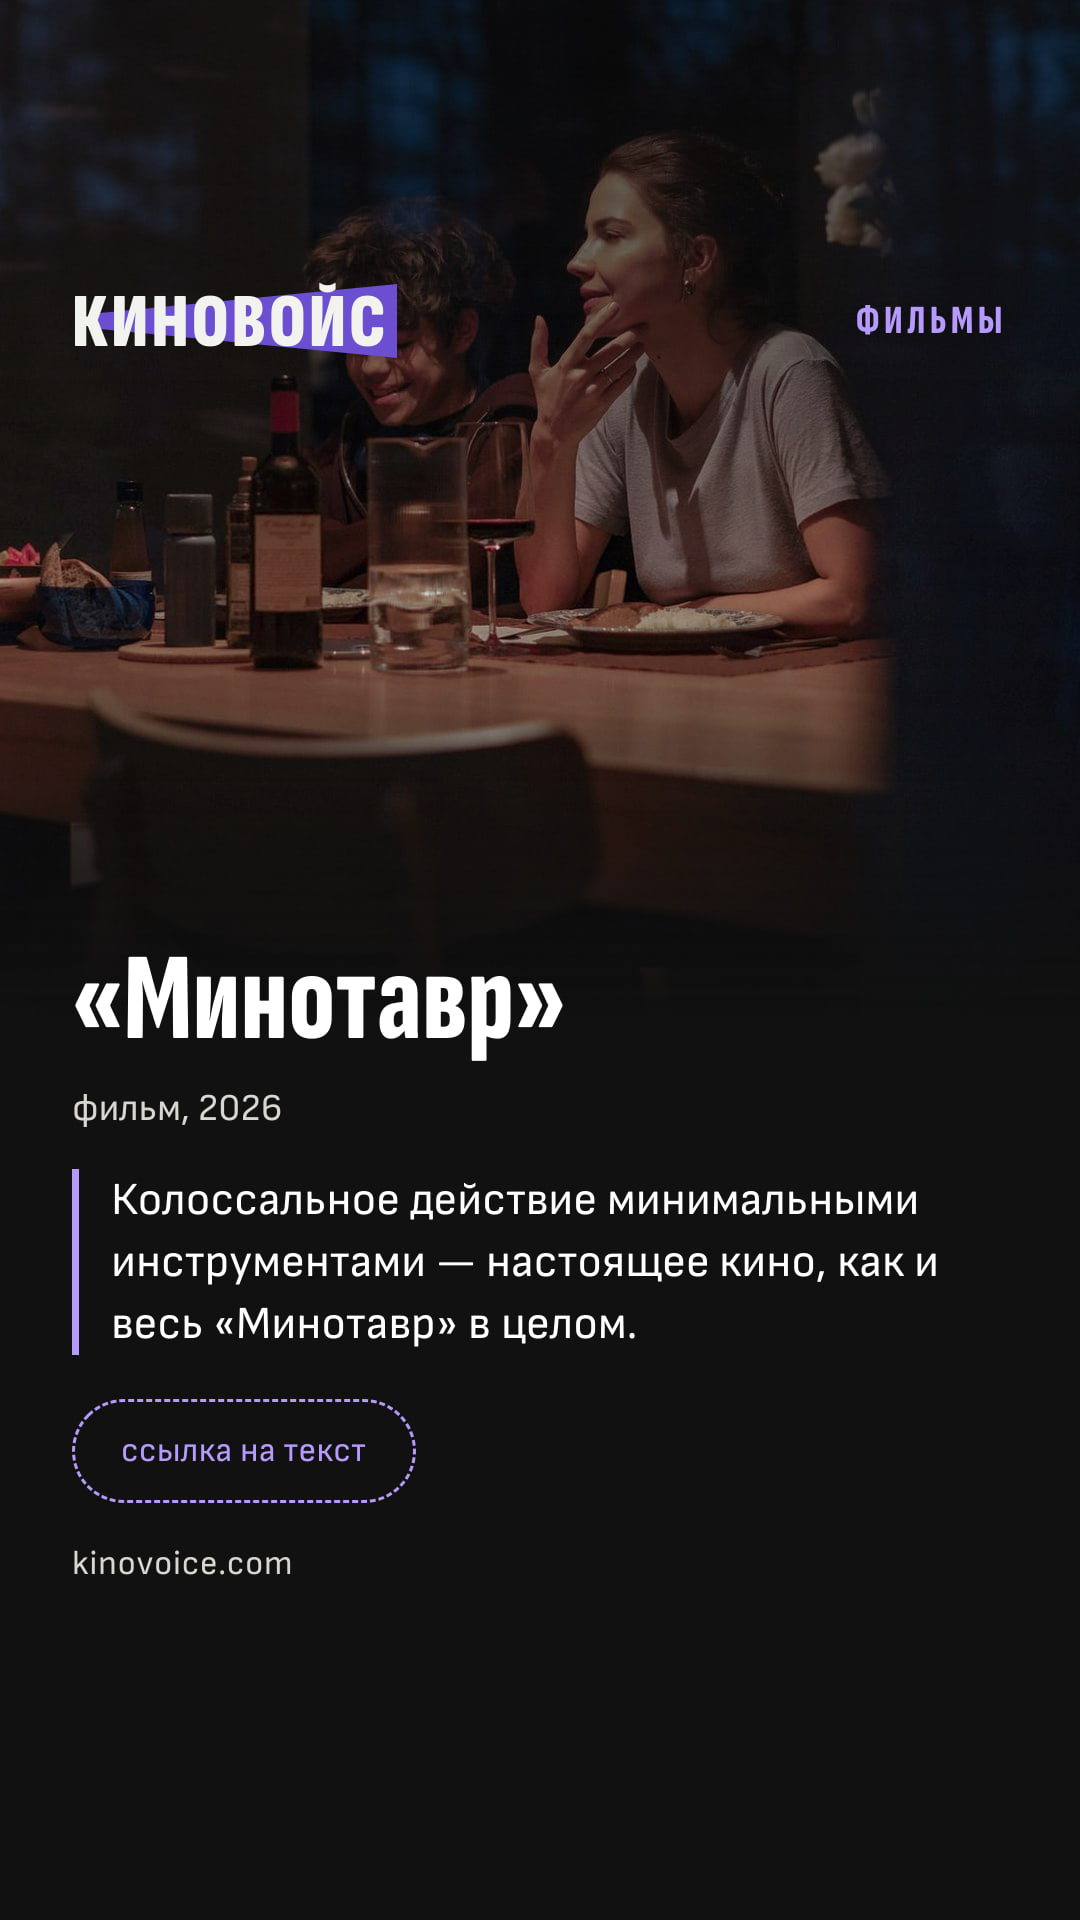 КИНОВОЙС
ФИЛЬМЫ
«Минотавр»
фильм, 2026
Колоссальное действие минимальными
инструментами — настоящее кино, как и
весь «Минотавр» в целом.
ссылка на текст
kinovoice.com